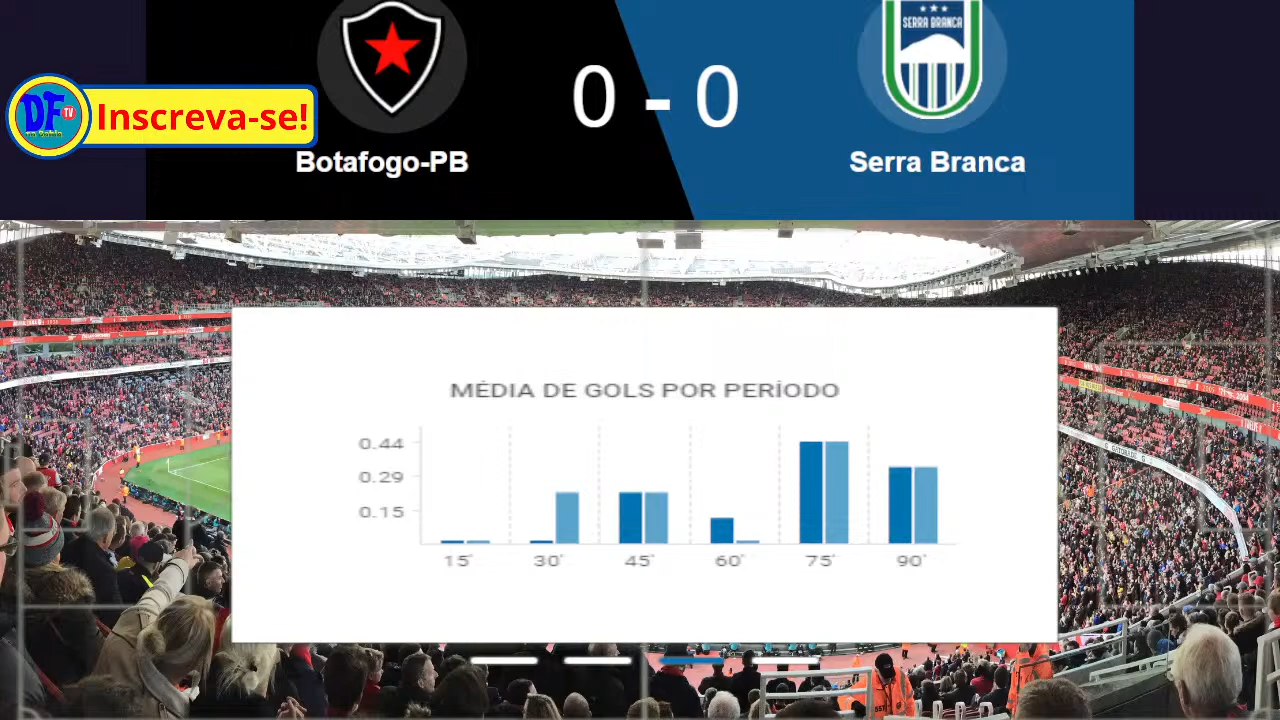 SERRA BRANCA
0 - 0
DF TV
Inscreva-se!
Botafogo-PB
Serra Branca
MÉDIA DE GOLS POR PERÍODO
0.44
0.29
0.15
15' 30' 45' 60' 75' 90'